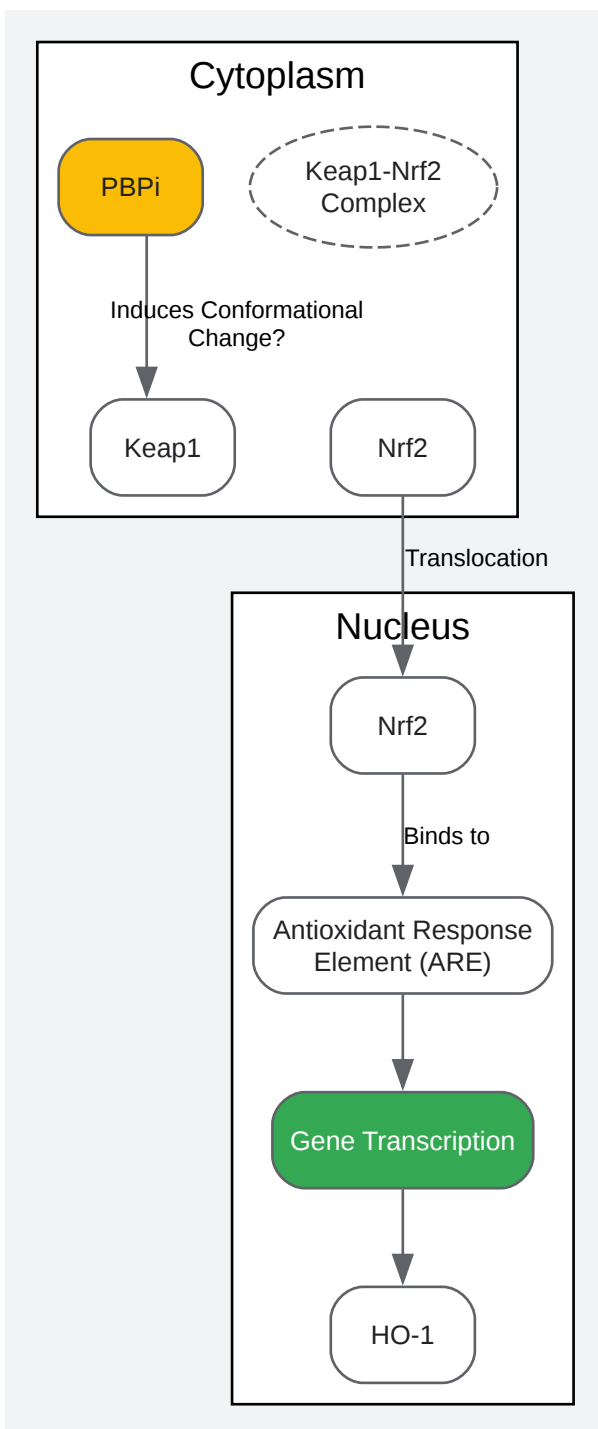 Cytoplasm
PBPi
Keap1-Nrf2
Complex
Induces Conformational
Change?
Keap1
Nrf2
Translocation
Nucleus
Nrf2
Binds to
Antioxidant Response
Element (ARE)
Gene Transcription
HO-1